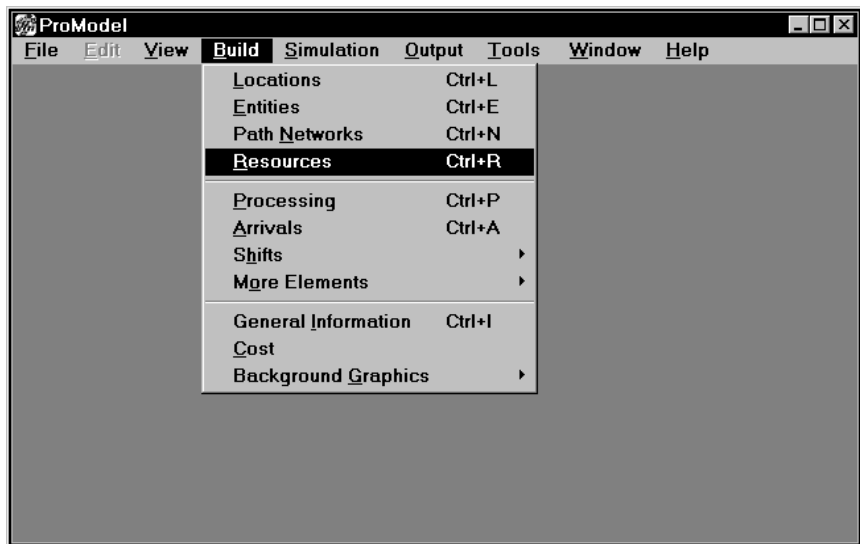 ProModel
File Edit View Build Simulation Output Tools Window Help
Locations Ctrl+L
Entities Ctrl+E
Path Networks Ctrl+N
Resources Ctrl+R
Processing Ctrl+P
Arrivals Ctrl+A
Shifts
More Elements
General Information Ctrl+I
Cost
Background Graphics